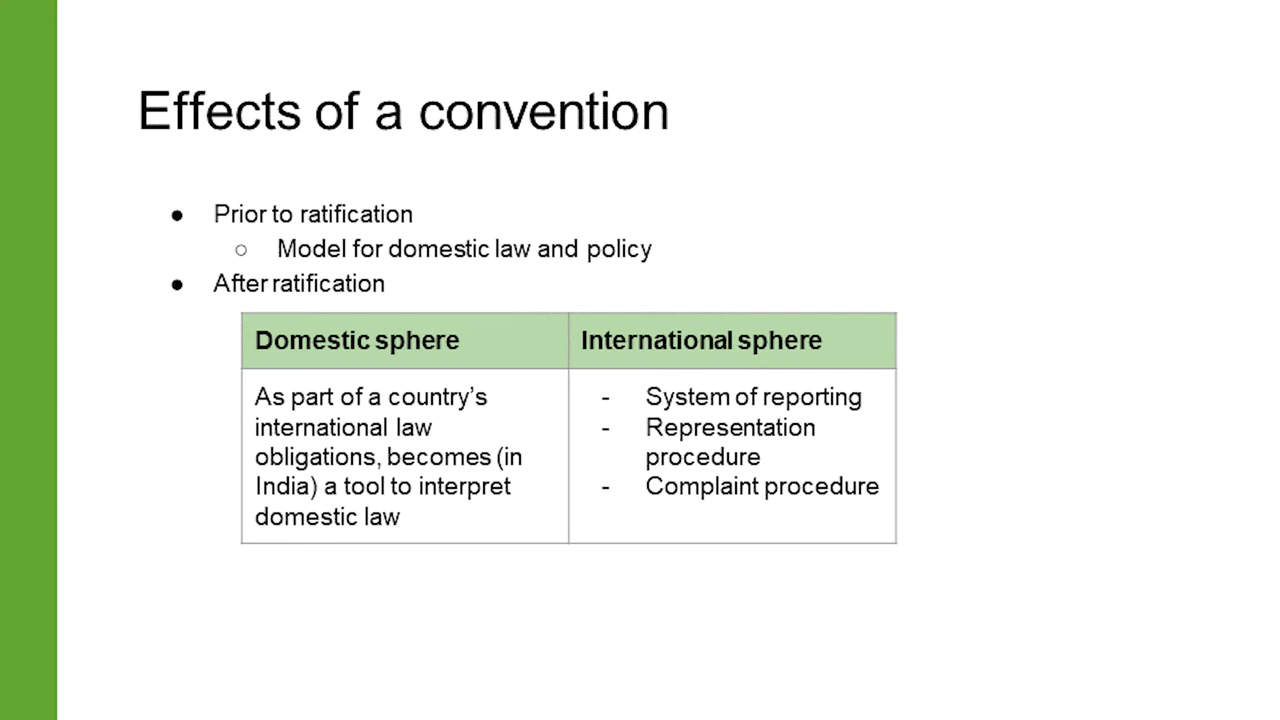 Effects of a convention
● Prior to ratification
○ Model for domestic law and policy
● After ratification
Domestic sphere
International sphere
As part of a country’s
international law
obligations, becomes (in
India) a tool to interpret
domestic law
- System of reporting
- Representation
procedure
- Complaint procedure